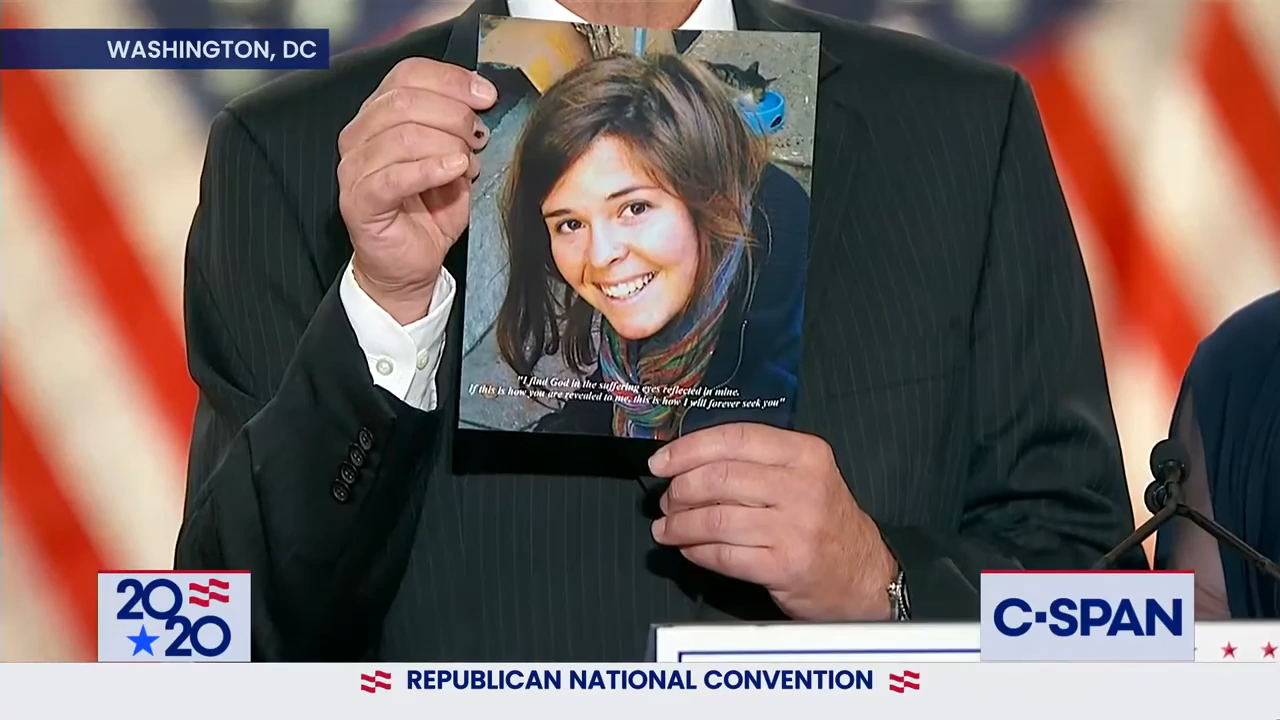 WASHINGTON, DC
"I find God in the suffering eyes reflected in mine.
If this is how you are revealed to me, this is how I will forever seek you"
2020
C-SPAN
REPUBLICAN NATIONAL CONVENTION